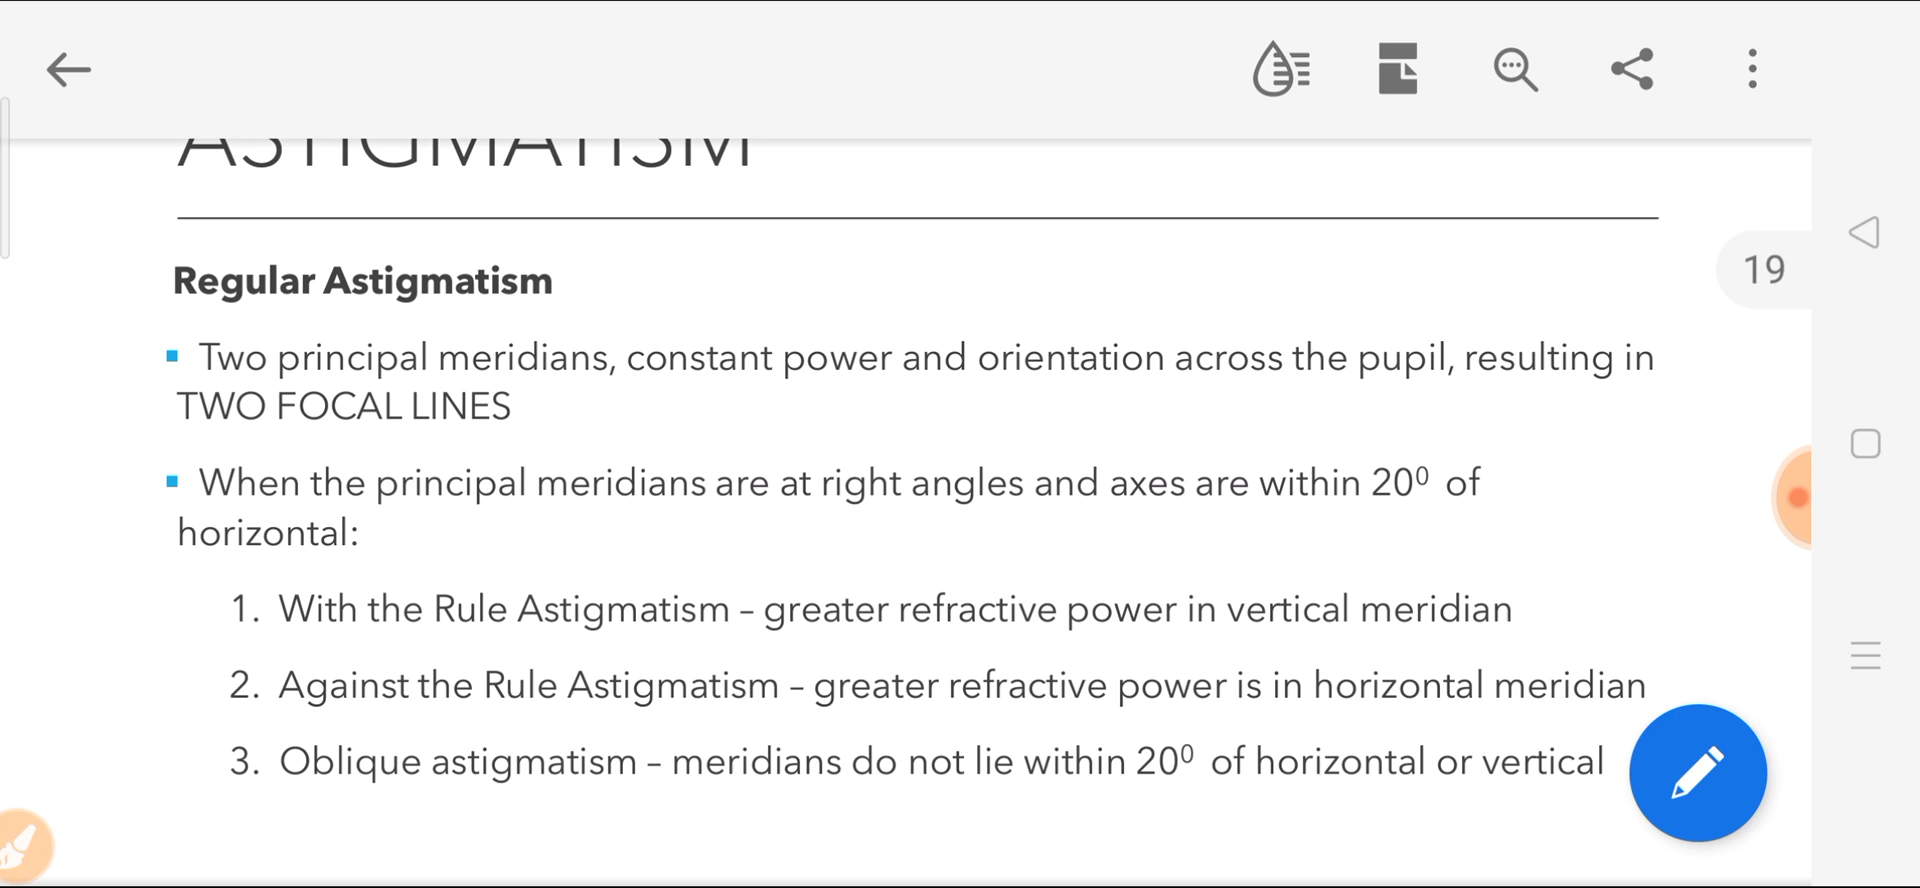 ASTIGMATISM
19
Regular Astigmatism
▪ Two principal meridians, constant power and orientation across the pupil, resulting in
TWO FOCAL LINES
▪ When the principal meridians are at right angles and axes are within 20⁰ of
horizontal:
1. With the Rule Astigmatism – greater refractive power in vertical meridian
2. Against the Rule Astigmatism – greater refractive power is in horizontal meridian
3. Oblique astigmatism – meridians do not lie within 20⁰ of horizontal or vertical